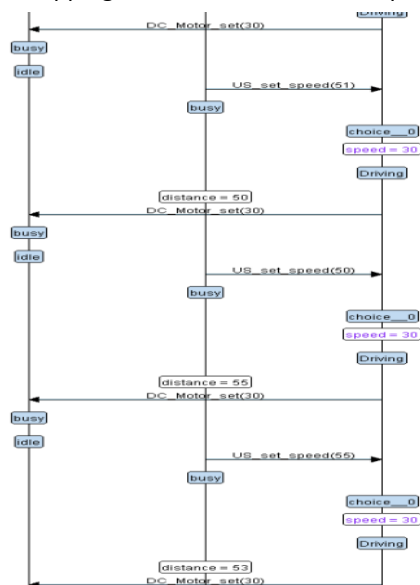 Driving
DC_Motor_set(30)
busy
idle
US_set_speed(51)
busy
choice__0
speed = 30
Driving
distance = 50
DC_Motor_set(30)
busy
idle
US_set_speed(50)
busy
choice__0
speed = 30
Driving
distance = 55
DC_Motor_set(30)
busy
idle
US_set_speed(55)
busy
choice__0
speed = 30
Driving
distance = 53
DC_Motor_set(30)